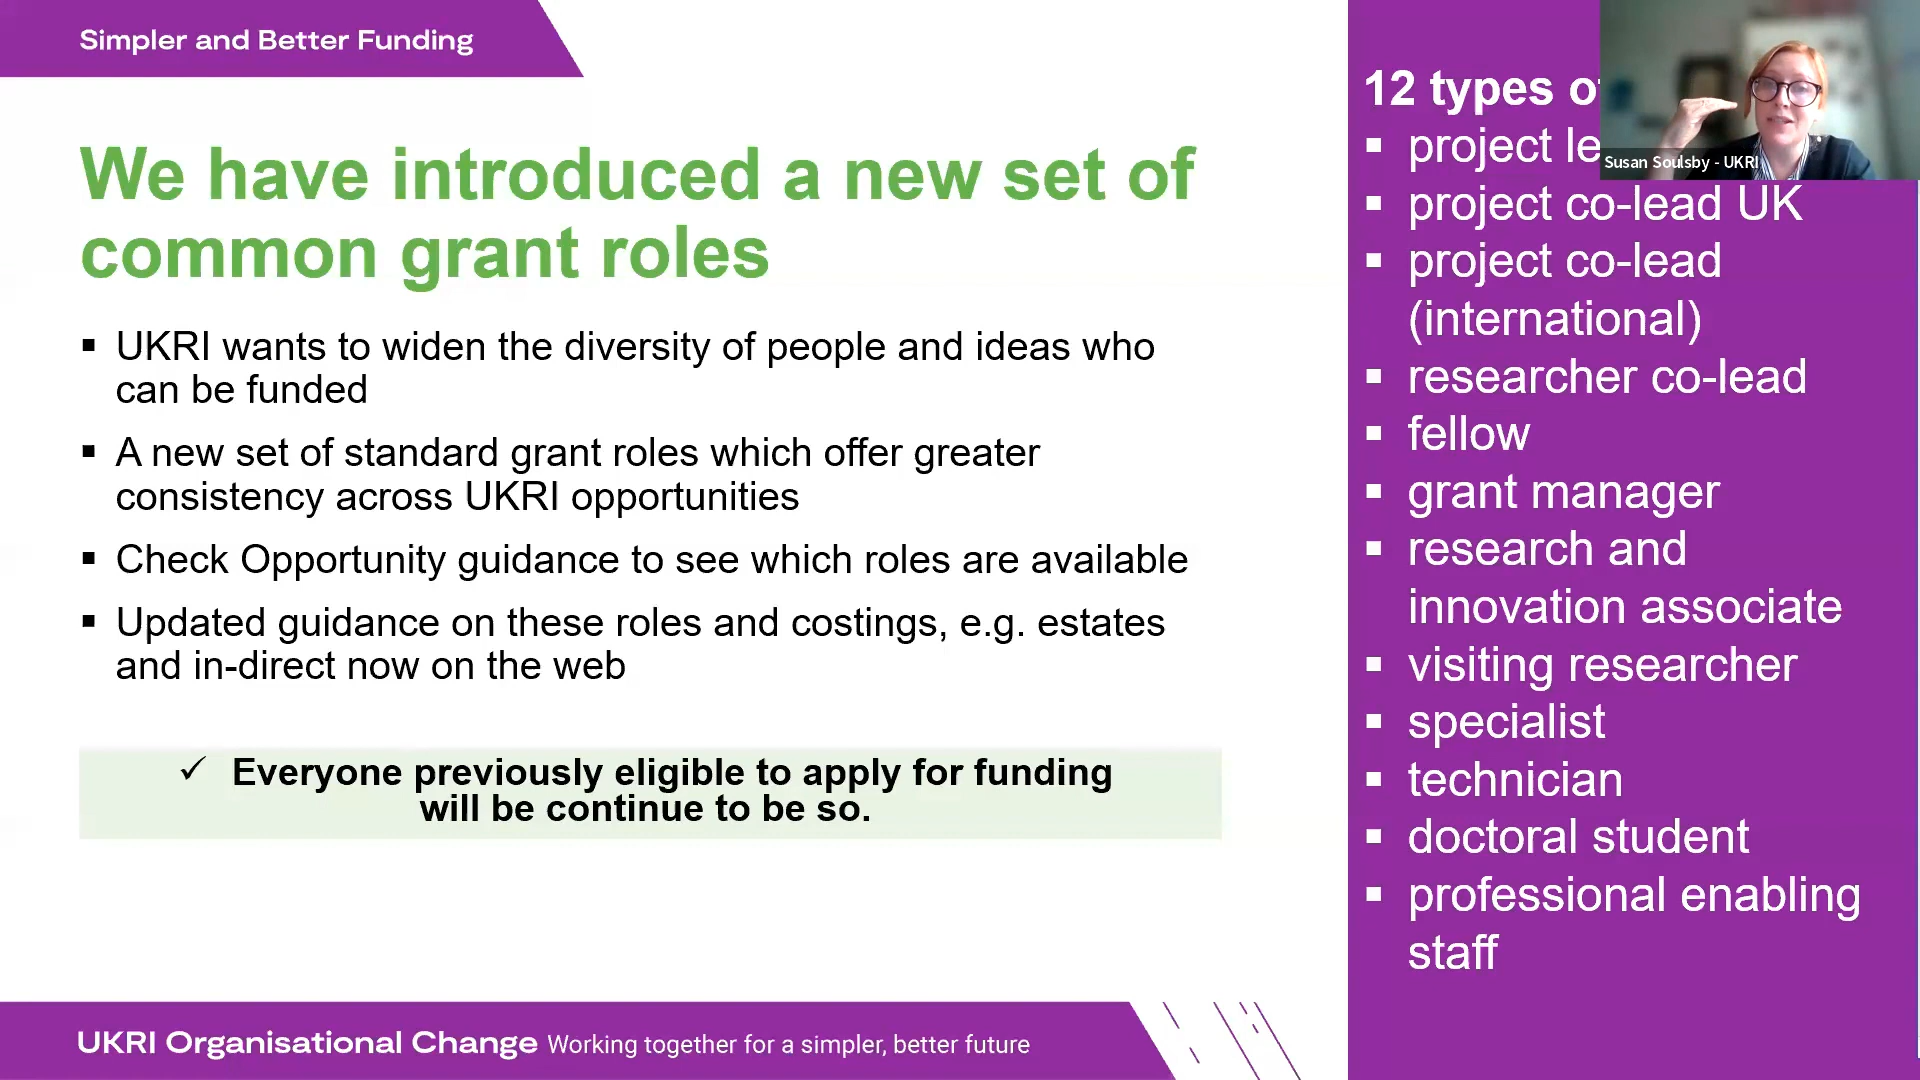 Simpler and Better Funding
We have introduced a new set of
common grant roles
▪ UKRI wants to widen the diversity of people and ideas who
can be funded
▪ A new set of standard grant roles which offer greater
consistency across UKRI opportunities
▪ Check Opportunity guidance to see which roles are available
▪ Updated guidance on these roles and costings, e.g. estates
and in-direct now on the web
✓ Everyone previously eligible to apply for funding
will be continue to be so.
UKRI Organisational Change Working together for a simpler, better future
12 types
▪ project
▪ project co-lead UK
▪ project co-lead
(international)
▪ researcher co-lead
▪ fellow
▪ grant manager
▪ research and
innovation associate
▪ visiting researcher
▪ specialist
▪ technician
▪ doctoral student
▪ professional enabling
staff
Susan Soulsby - UKRI